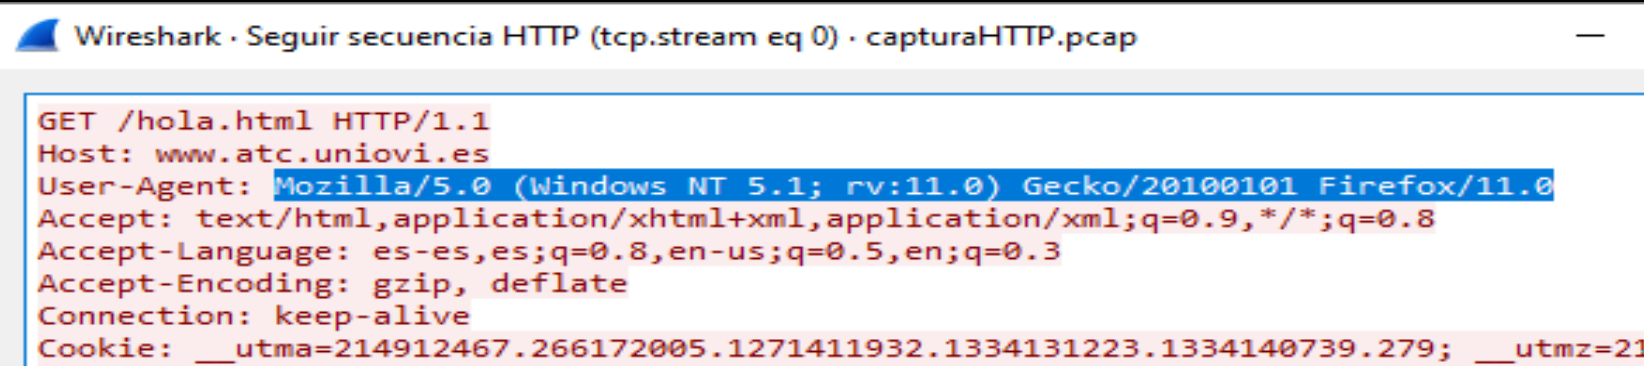 Wireshark · Seguir secuencia HTTP (tcp.stream eq 0) · capturaHTTP.pcap
GET /hola.html HTTP/1.1
Host: www.atc.uniovi.es
User-Agent: Mozilla/5.0 (Windows NT 5.1; rv:11.0) Gecko/20100101 Firefox/11.0
Accept: text/html,application/xhtml+xml,application/xml;q=0.9,*/*;q=0.8
Accept-Language: es-es,es;q=0.8,en-us;q=0.5,en;q=0.3
Accept-Encoding: gzip, deflate
Connection: keep-alive
Cookie: __utma=214912467.266172005.1271411932.1334131223.1334140739.279; __utmz=21